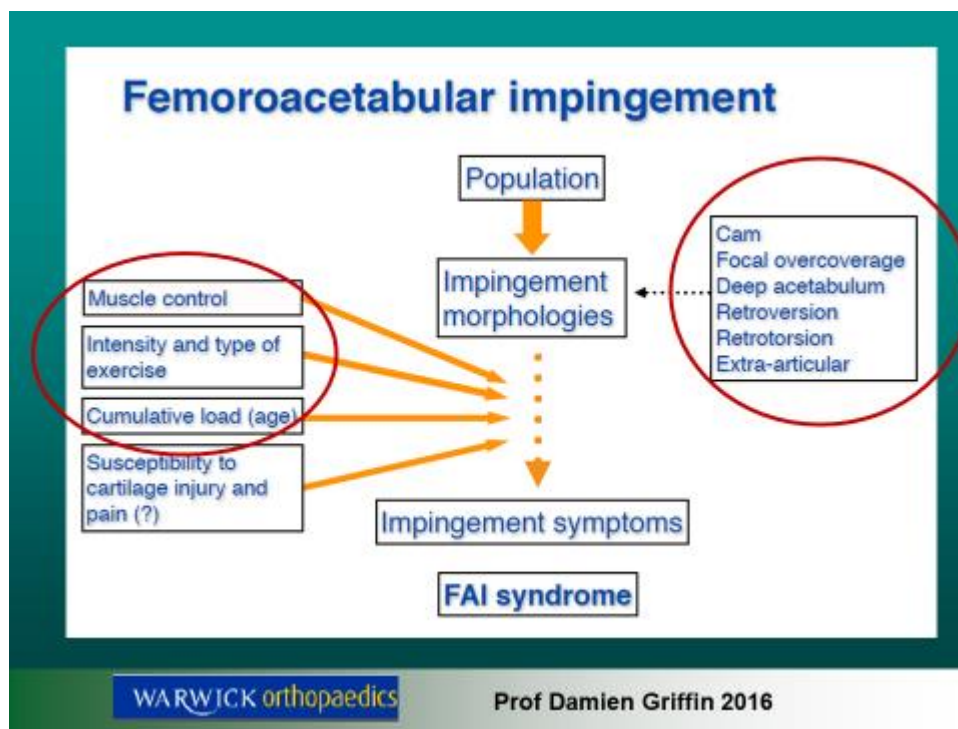 Femoroacetabular impingement
Population
Impingement
morphologies
Cam
Focal overcoverage
Deep acetabulum
Retroversion
Retrotorsion
Extra-articular
Muscle control
Intensity and type of
exercise
Cumulative load (age)
Susceptibility to
cartilage injury and
pain (?)
Impingement symptoms
FAI syndrome
WARWICK orthopaedics
Prof Damien Griffin 2016